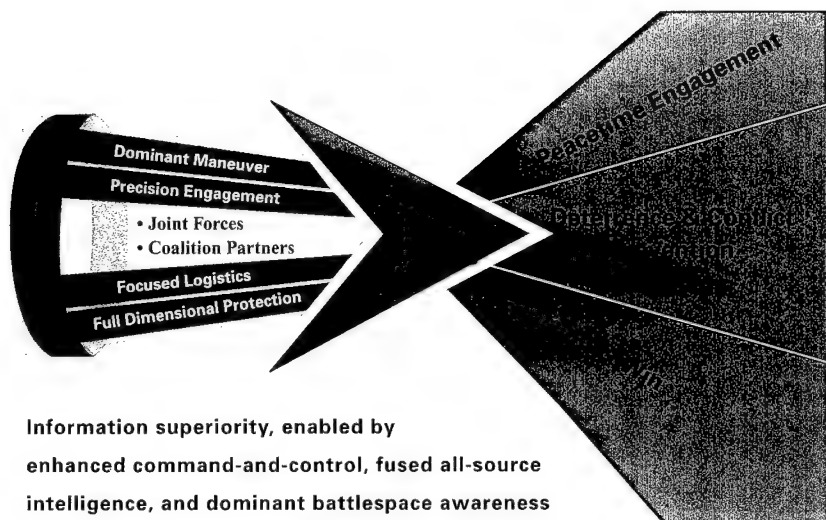 Dominant Maneuver
Precision Engagement
• Joint Forces
• Coalition Partners
Focused Logistics
Full Dimensional Protection
Peacetime Engagement
Deterrence & Conflict
Information superiority, enabled by
enhanced command-and-control, fused all-source
intelligence, and dominant battlespace awareness